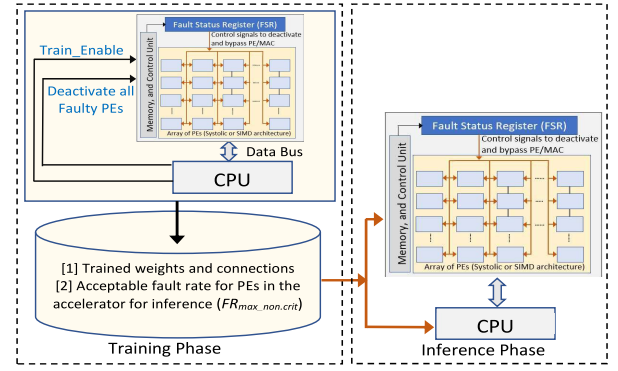 Train_Enable
Deactivate all
Faulty PEs
Memory, and Control Unit
Fault Status Register (FSR)
Control signals to deactivate
and bypass PE/MAC
Array of PEs (Systolic or SIMD architecture)
Data Bus
CPU
[1] Trained weights and connections
[2] Acceptable fault rate for PEs in the
accelerator for inference (FRmax_non.crit)
Training Phase
Memory, and Control Unit
Fault Status Register (FSR)
Control signals to deactivate
and bypass PE/MAC
Array of PEs (Systolic or SIMD architecture)
CPU
Inference Phase